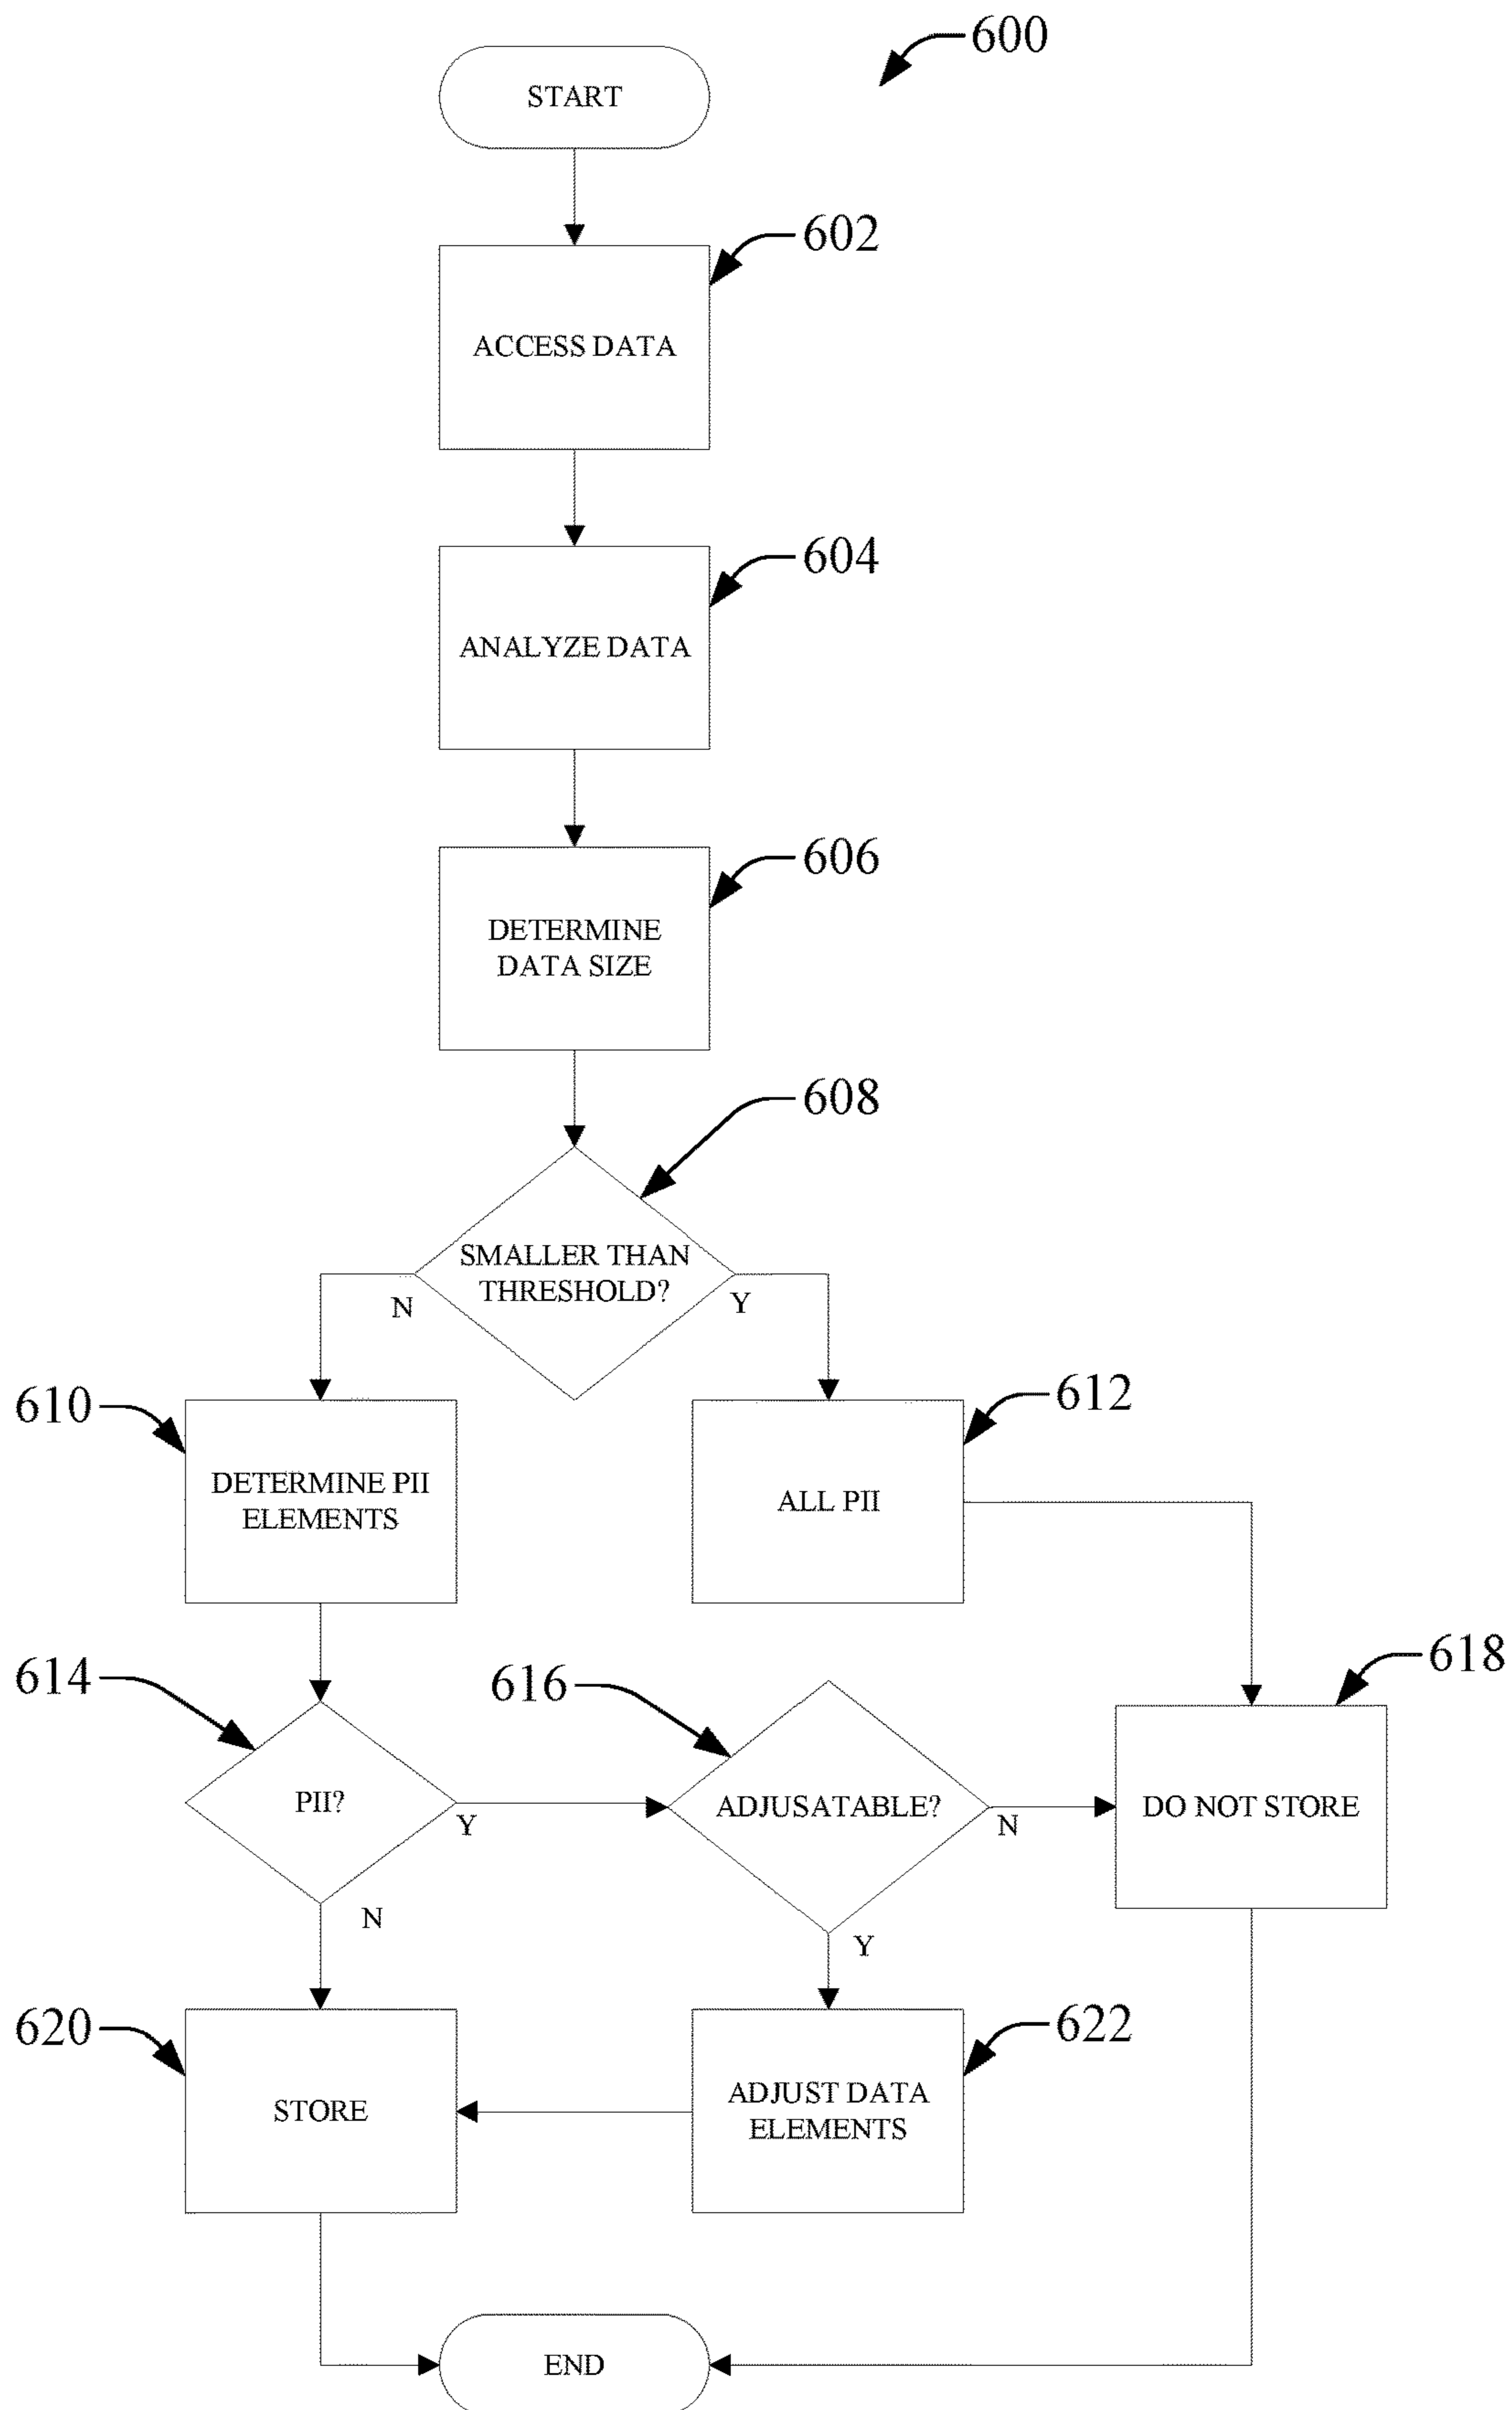 600
START
602
ACCESS DATA
604
ANALYZE DATA
606
DETERMINE
DATA SIZE
608
SMALLER THAN
THRESHOLD?
N
Y
610
612
DETERMINE PII
ELEMENTS
ALL PII
614
616
618
PII?
Y
ADJUSATABLE?
N
DO NOT STORE
N
Y
620
622
STORE
ADJUST DATA
ELEMENTS
END